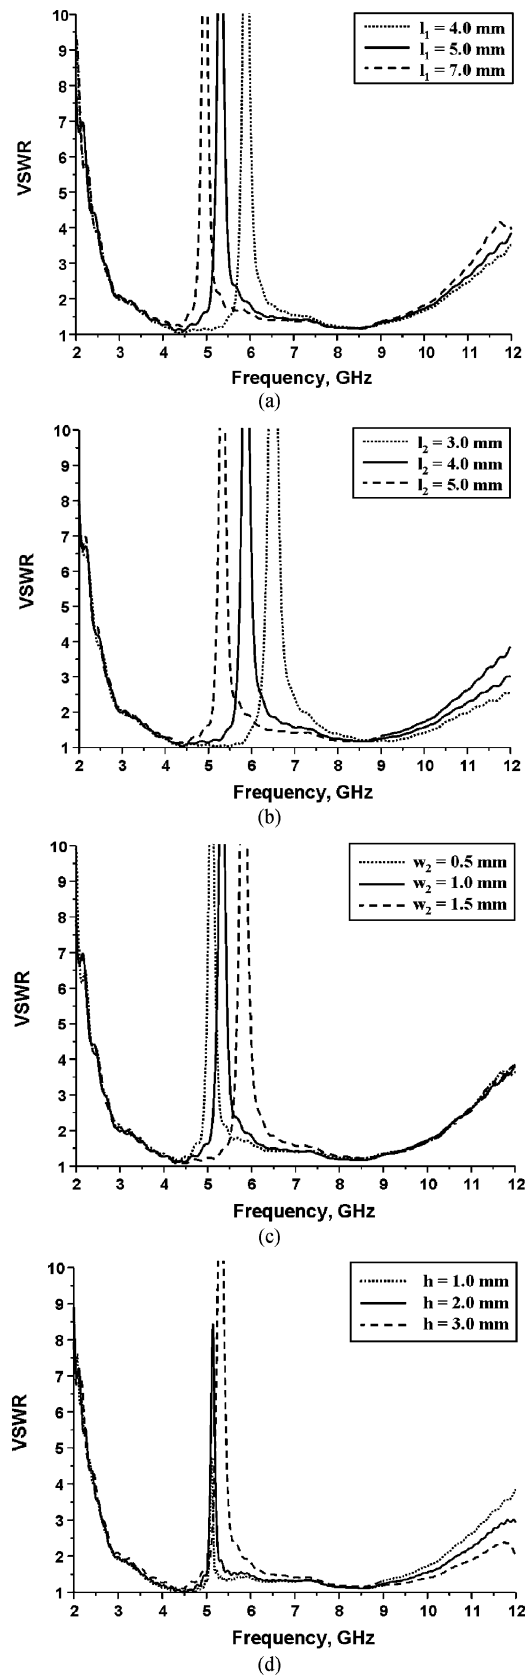 10
9
8
7
6
5
4
3
2
1
VSWR
l1 = 4.0 mm
l1 = 5.0 mm
l1 = 7.0 mm
2 3 4 5 6 7 8 9 10 11 12
Frequency, GHz
(a)
10
9
8
7
6
5
4
3
2
1
VSWR
l2 = 3.0 mm
l2 = 4.0 mm
l2 = 5.0 mm
2 3 4 5 6 7 8 9 10 11 12
Frequency, GHz
(b)
10
9
8
7
6
5
4
3
2
1
VSWR
w2 = 0.5 mm
w2 = 1.0 mm
w2 = 1.5 mm
2 3 4 5 6 7 8 9 10 11 12
Frequency, GHz
(c)
10
9
8
7
6
5
4
3
2
1
VSWR
h = 1.0 mm
h = 2.0 mm
h = 3.0 mm
2 3 4 5 6 7 8 9 10 11 12
Frequency, GHz
(d)